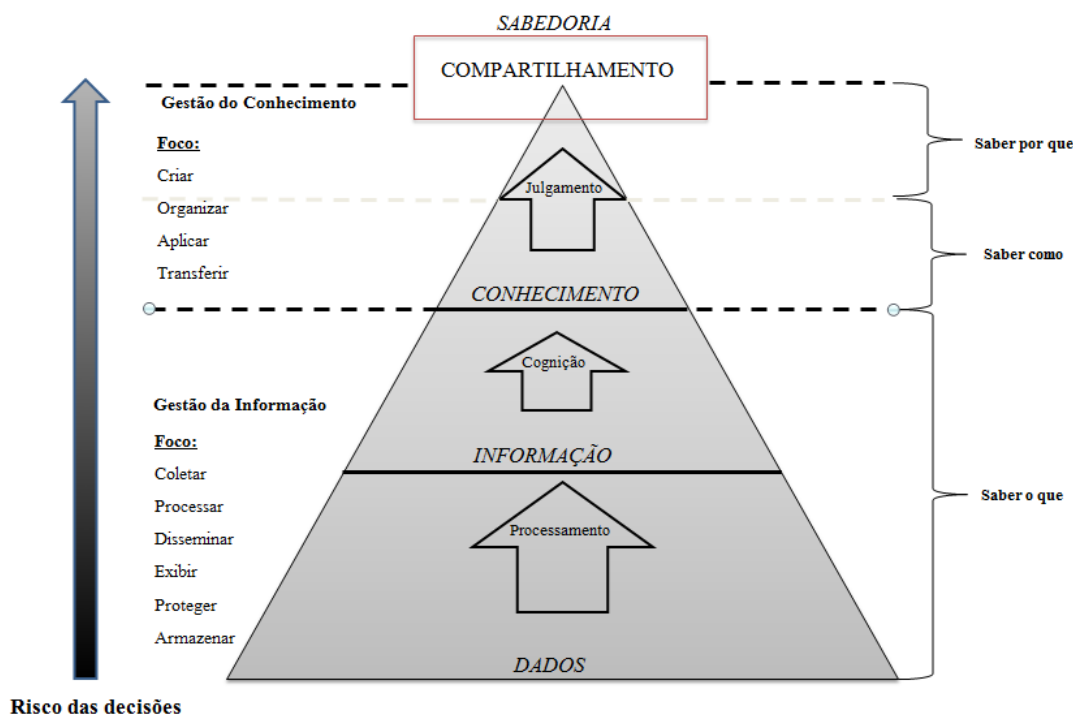 SABEDORIA
COMPARTILHAMENTO
Gestão do Conhecimento
Foco:
Criar
Organizar
Aplicar
Transferir
Julgamento
Saber por que
Saber como
CONHECIMENTO
Cognição
Gestão da Informação
Foco:
Coletar
Processar
Disseminar
Exibir
Proteger
Armazenar
INFORMAÇÃO
Processamento
Saber o que
DADOS
Risco das decisões